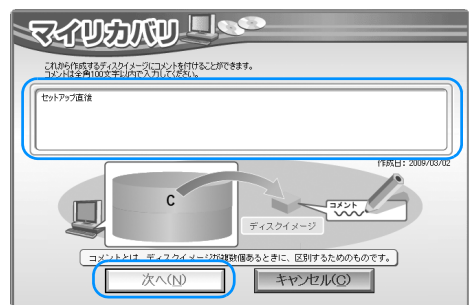 マイリカバリ
これから作成するディスクイメージにコメントを付けることができます。
コメントは全角100文字以内で入力してください。
セットアップ直後
作成日: 2009/03/02
C
コメント
ディスクイメージ
コメントとは、ディスクイメージが複数個あるときに、区別するためのものです。
次へ(N)
キャンセル(C)